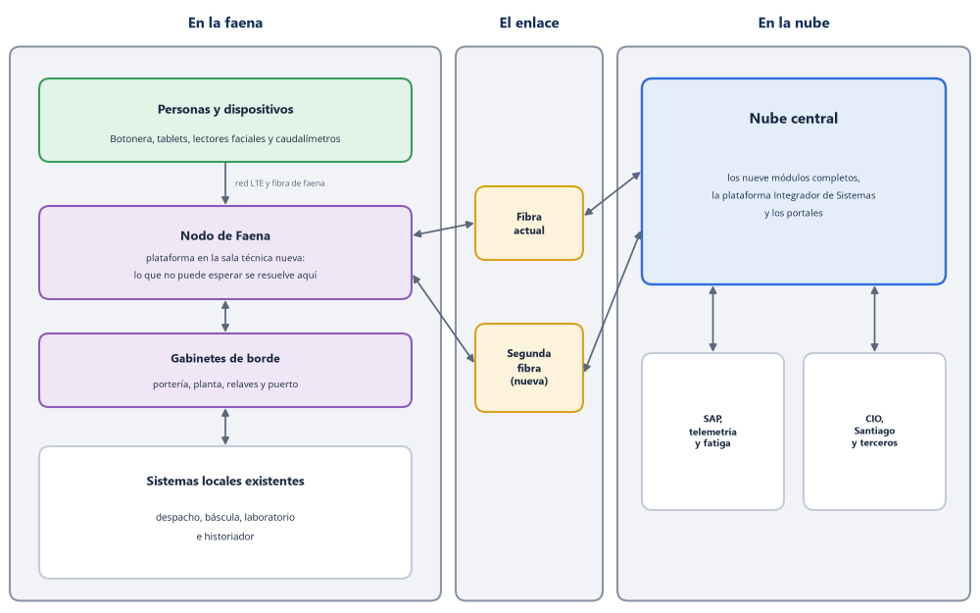 En la faena
El enlace
En la nube
Personas y dispositivos
Botonera, tablets, lectores faciales y caudalímetros
red LTE y fibra de faena
Nodo de Faena
plataforma en la sala técnica nueva:
lo que no puede esperar se resuelve aquí
Gabinetes de borde
portería, planta, relaves y puerto
Sistemas locales existentes
despacho, báscula, laboratorio
e historiador
Fibra
actual
Segunda
fibra
(nueva)
Nube central
los nueve módulos completos,
la plataforma Integrador de Sistemas
y los portales
SAP,
telemetría
y fatiga
CIO,
Santiago
y terceros